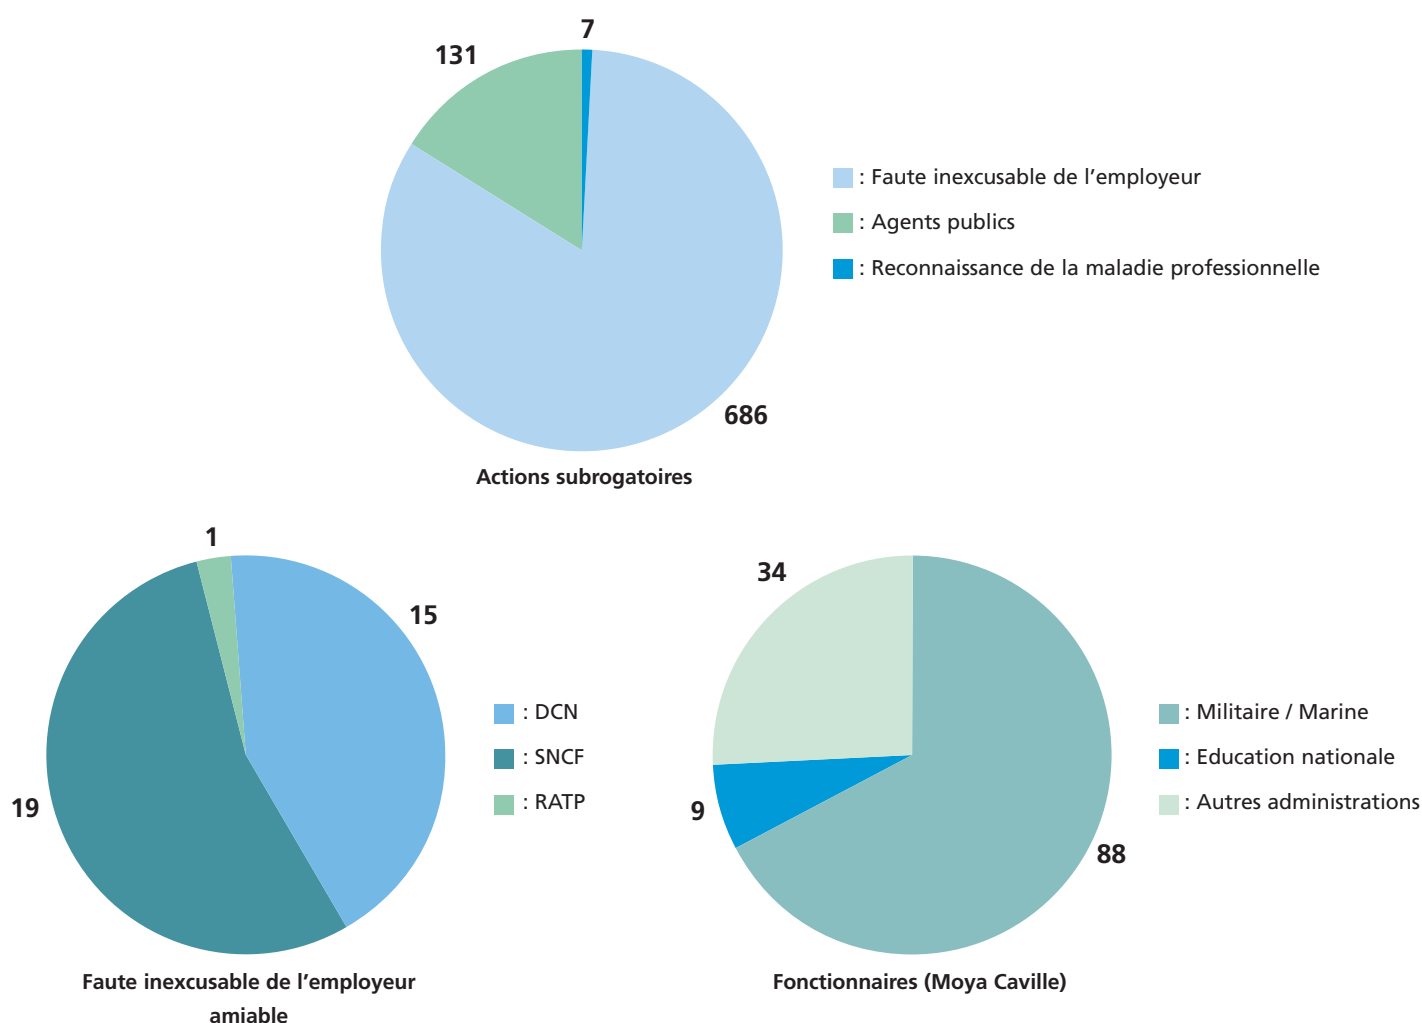 7
131
: Faute inexcusable de l’employeur
: Agents publics
: Reconnaissance de la maladie professionnelle
686
Actions subrogatoires
1
15
19
: DCN
: SNCF
: RATP
Faute inexcusable de l’employeur
amiable
34
9
88
: Militaire / Marine
: Education nationale
: Autres administrations
Fonctionnaires (Moya Caville)